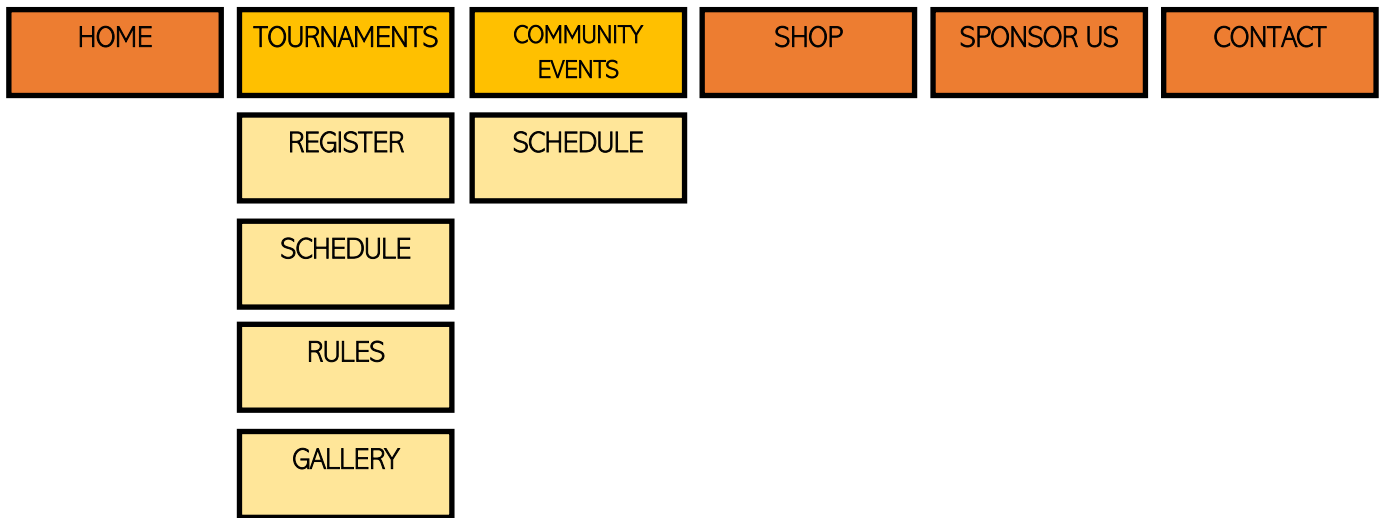 HOME
TOURNAMENTS
COMMUNITY
EVENTS
SHOP
SPONSOR US
CONTACT
REGISTER
SCHEDULE
SCHEDULE
RULES
GALLERY